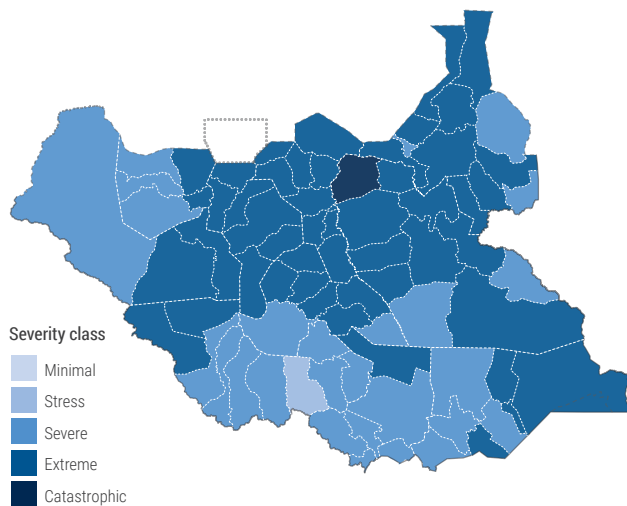 Severity class
Minimal
Stress
Severe
Extreme
Catastrophic